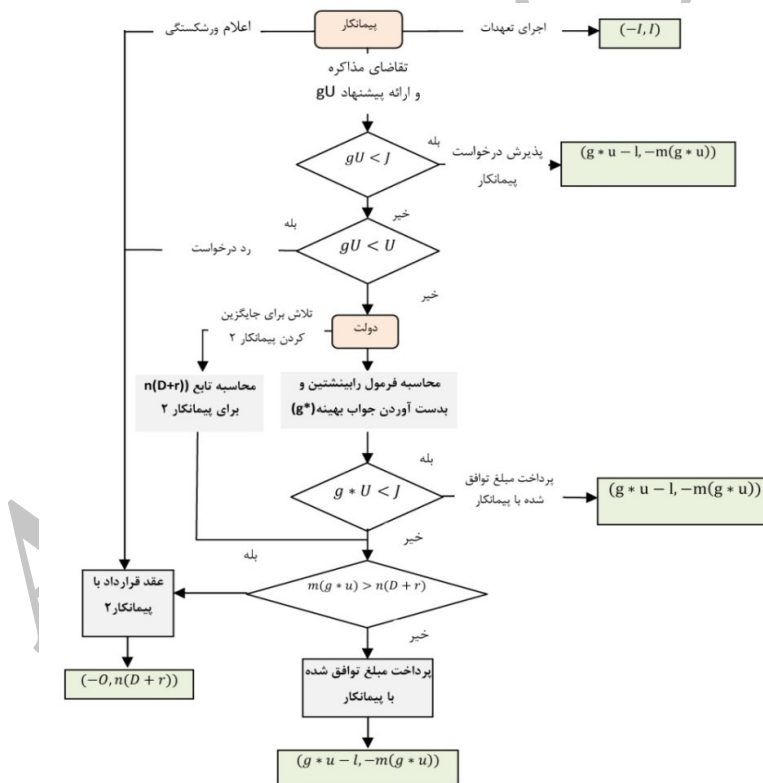 پیمانکار
اعلام ورشکستگی
اجرای تعهدات
(−I, I)
تقاضای مذاکره
و ارائه پیشنهاد gU
gU < J
بله
پذیرش درخواست
پیمانکار
(g ∗ u − l, −m(g ∗ u))
خیر
gU < U
بله
رد درخواست
خیر
دولت
تلاش برای جایگزین
کردن پیمانکار ۲
محاسبه تابع n(D+r))
برای پیمانکار ۲
محاسبه فرمول رابینشتین و
بدست آوردن جواب بهینه(g*)
g ∗ U < J
بله
پرداخت مبلغ توافق
شده با پیمانکار
(g ∗ u − l, −m(g ∗ u))
خیر
m(g ∗ u) > n(D + r)
بله
عقد قرارداد با
پیمانکار۲
(−O, n(D + r))
خیر
پرداخت مبلغ توافق شده
با پیمانکار
(g ∗ u − l, −m(g ∗ u))